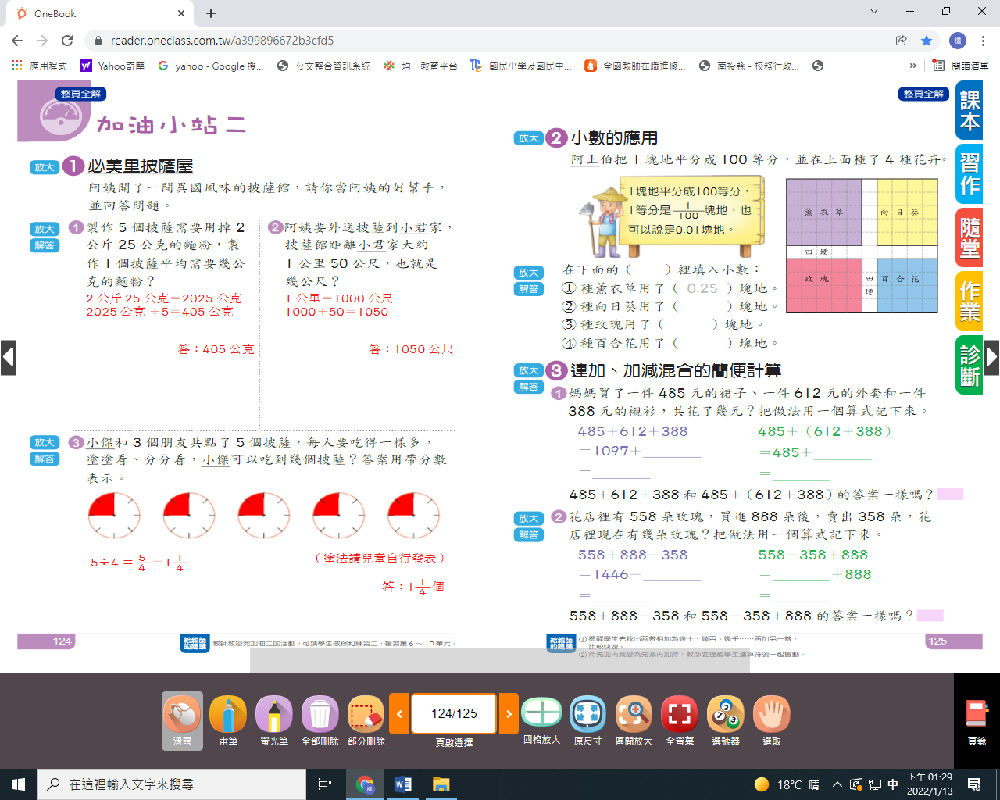 OneBook
reader.oneclass.com.tw/a399896672b3cfd5
應用程式 Yahoo奇摩 yahoo - Google 搜... 公文整合資訊系統 均一教育平台 國民小學及國民中... 全國教師在職進修... 南投縣 - 校務行政... » 閱讀清單
整頁全解
加油小站二
放大 1 必美里披薩屋
阿姨開了一間異國風味的披薩館，請你當阿姨的好幫手，
並回答問題。
放大 解答
1 製作 5 個披薩需要用掉 2
公斤 25 公克的麵粉，製
作 1 個披薩平均需要幾公
克的麵粉？
2 公斤 25 公克＝2025 公克
2025 公克 ÷5＝405 公克
答：405 公克
2 阿姨要外送披薩到小君家，
披薩館距離小君家大約
1 公里 50 公尺，也就是
幾公尺？
1 公里＝1000 公尺
1000＋50＝1050
答：1050 公尺
放大 解答
3 小傑和 3 個朋友共點了 5 個披薩，每人要吃得一樣多，
塗塗看、分分看，小傑可以吃到幾個披薩？答案用帶分數
表示。
5÷4＝5/4＝1 1/4
（塗法請兒童自行發表）
答：1 1/4 個
124
給親師的建議 教師教授完加油二的活動，可請學生做綜和練習二，複習第 6～10 單元。
整頁全解
放大 2 小數的應用
阿土伯把 1 塊地平分成 100 等分，並在上面種了 4 種花卉。
1塊地平分成100等分，
1等分是 1/100 塊地，也
可以說是0.01塊地。
薰衣草 向日葵
田埂
玫瑰 田埂 百合花
放大 解答
在下面的（ ）裡填入小數：
① 種薰衣草用了（ 0.25 ）塊地。
② 種向日葵用了（ ）塊地。
③ 種玫瑰用了（ ）塊地。
④ 種百合花用了（ ）塊地。
放大 解答
3 連加、加減混合的簡便計算
1 媽媽買了一件 485 元的裙子、一件 612 元的外套和一件
388 元的襯衫，共花了幾元？把做法用一個算式記下來。
485＋612＋388 485＋（612＋388）
＝1097＋________ ＝485＋________
＝________ ＝________
485＋612＋388 和 485＋（612＋388）的答案一樣嗎？
放大 解答
2 花店裡有 558 朵玫瑰，買進 888 朵後，賣出 358 朵，花
店裡現在有幾朵玫瑰？把做法用一個算式記下來。
558＋888－358 558－358＋888
＝1446－________ ＝________＋888
＝________ ＝________
558＋888－358 和 558－358＋888 的答案一樣嗎？
給親師的建議 (1) 提醒學生先找出兩數相加為幾十、幾百、幾千⋯⋯再加另一數，
比較快速。
(2) 將先加再減變為先減再加時，教師要提醒學生運算符號一起搬動。
125
課本
習作
隨堂
作業
診斷
滑鼠 畫筆 螢光筆 全部刪除 部分刪除 124/125 頁數選擇 四格放大 原尺寸 區間放大 全螢幕 選號器 選取 頁籤
在這裡輸入文字來搜尋
18°C 晴 中 下午 01:29
2022/1/13